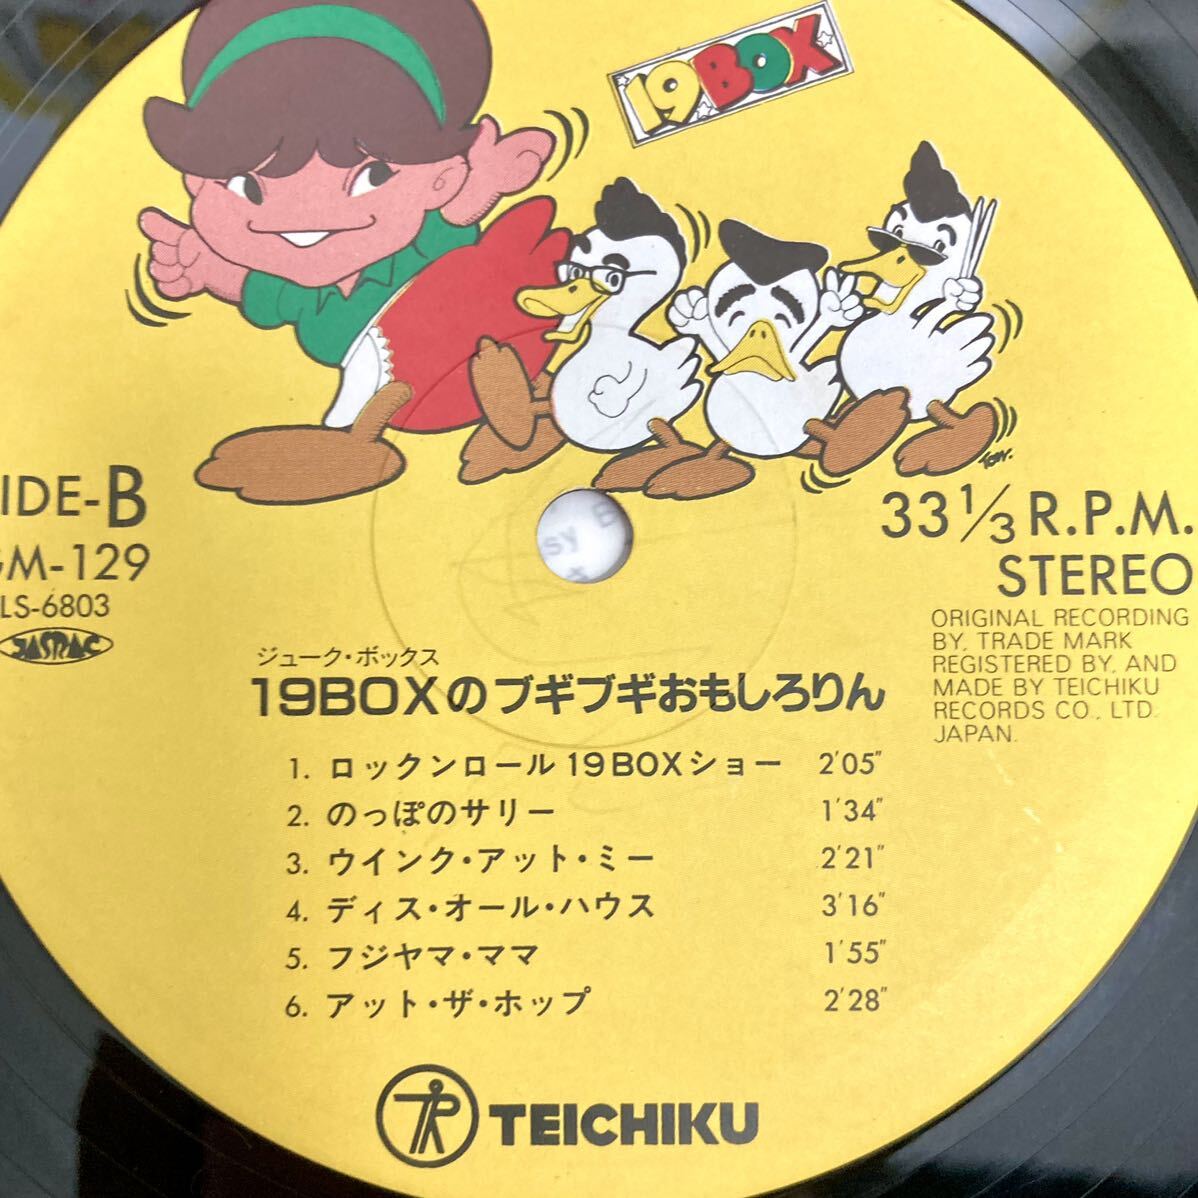 19BOX
IDE-B
GM-129
LS-6803
JASRAC
33 1/3 R.P.M.
STEREO
ORIGINAL RECORDING
BY, TRADE MARK
REGISTERED BY, AND
MADE BY TEICHIKU
RECORDS CO., LTD.
JAPAN.
ジューク・ボックス
19BOXのブギブギおもしろりん
1. ロックンロール19BOXショー 2'05"
2. のっぽのサリー 1'34"
3. ウインク・アット・ミー 2'21"
4. ディス・オール・ハウス 3'16"
5. フジヤマ・ママ 1'55"
6. アット・ザ・ホップ 2'28"
TEICHIKU